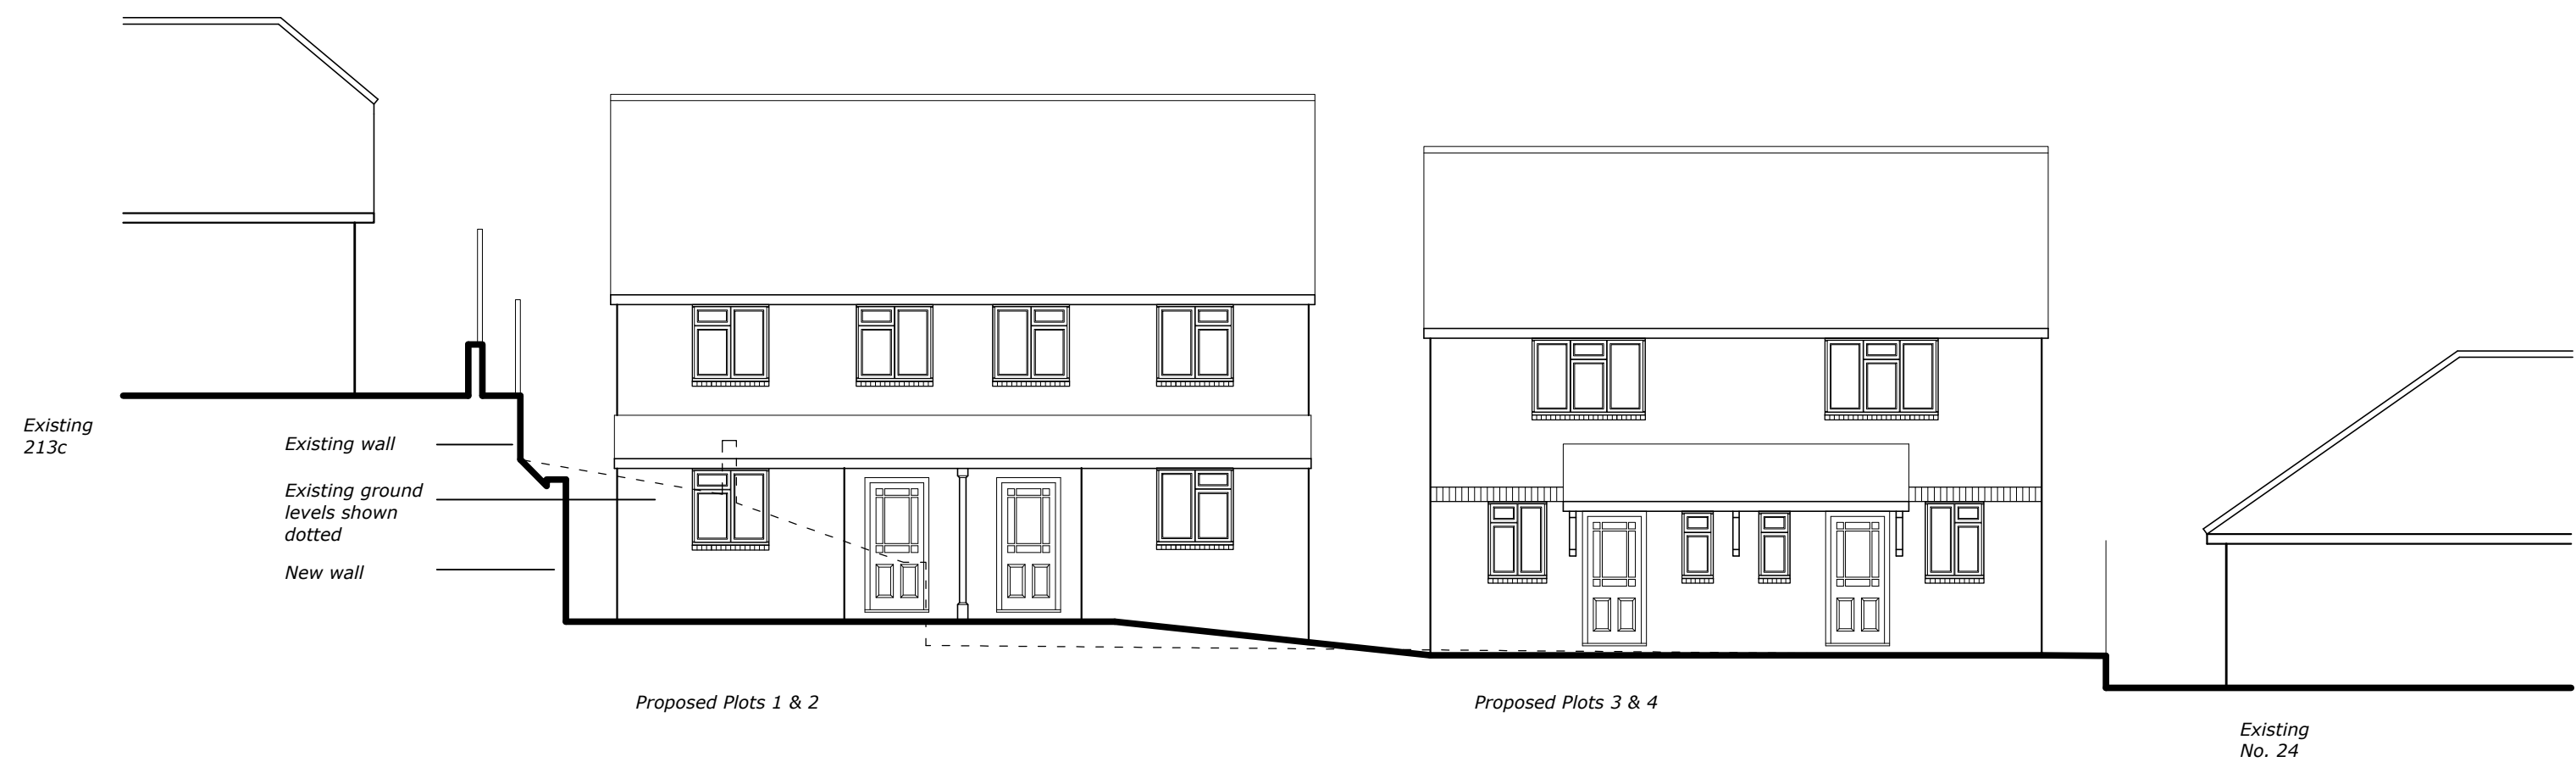 Existing
213c
Existing wall
Existing ground
levels shown
dotted
New wall
Proposed Plots 1 & 2
Proposed Plots 3 & 4
Existing
No. 24